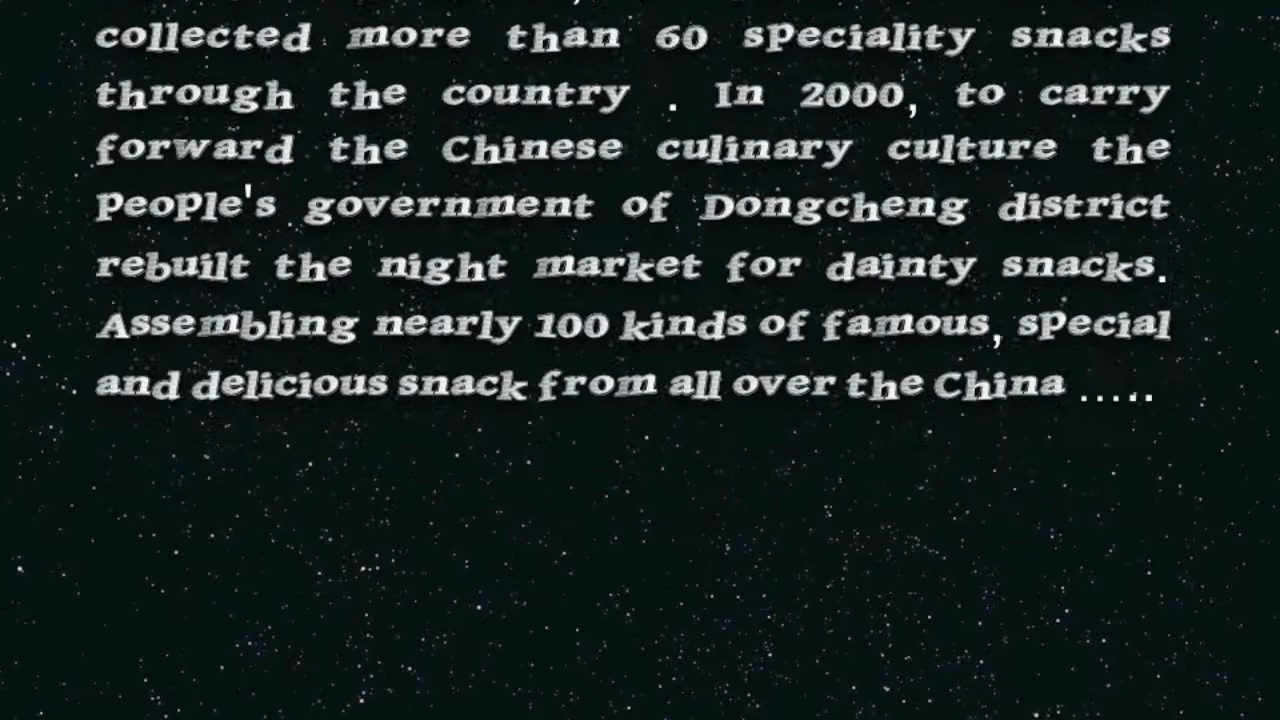 collected more than 60 speciality snacks
through the country . In 2000, to carry
forward the Chinese culinary culture the
People's government of Dongcheng district
rebuilt the night market for dainty snacks.
Assembling nearly 100 kinds of famous, special
and delicious snack from all over the China .....